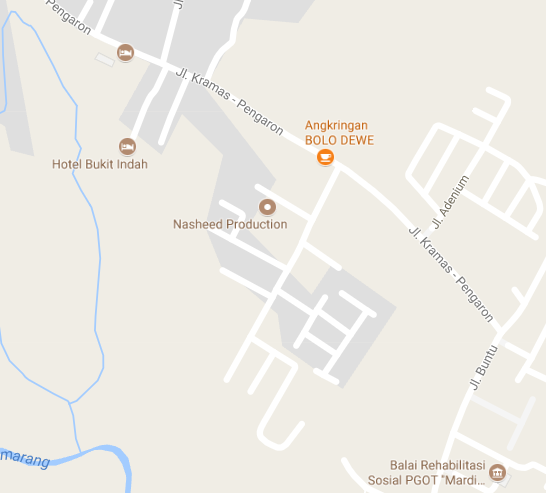 Pengaron
Jl. Kramas - Pengaron
Angkringan
BOLO DEWE
Hotel Bukit Indah
Jl. Adenium
Nasheed Production
Jl. Kramas - Pengaron
Jl. Buntu
marang
Balai Rehabilitasi
Sosial PGOT "Mardi...